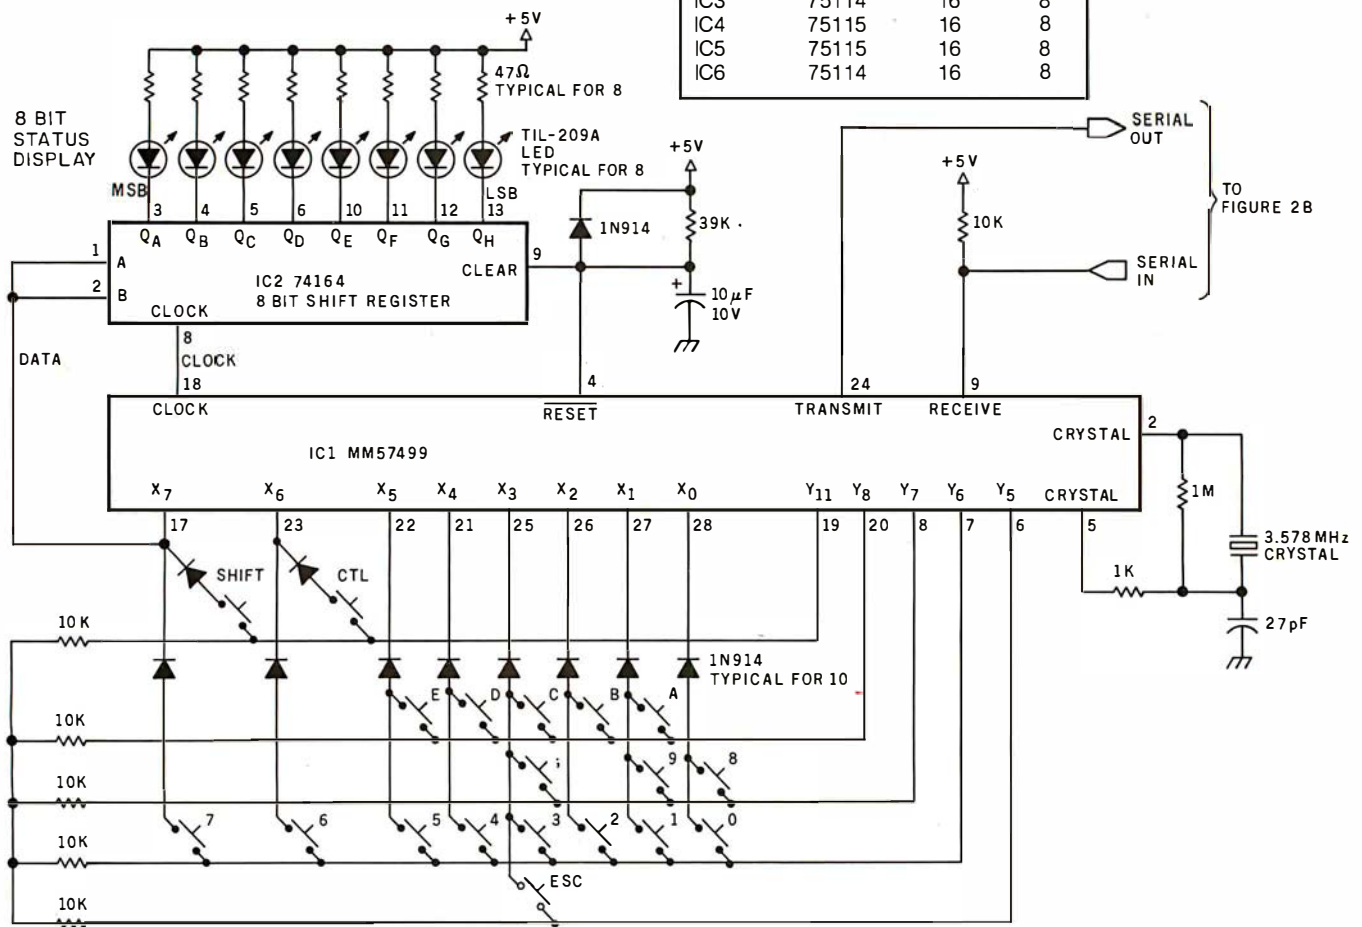 IC3 75114 16 8
IC4 75115 16 8
IC5 75115 16 8
IC6 75114 16 8
+5V
47Ω
TYPICAL FOR 8
8 BIT
STATUS
DISPLAY
TIL-209A
LED
TYPICAL FOR 8
MSB
LSB
3 4 5 6 10 11 12 13
QA QB QC QD QE QF QG QH
1 A
2 B
IC2 74164
8 BIT SHIFT REGISTER
CLEAR
9
CLOCK
8
CLOCK
DATA
+5V
1N914
39K
+
10µF
10V
SERIAL
OUT
+5V
10K
SERIAL
IN
TO
FIGURE 2B
18 4 24 9
CLOCK RESET TRANSMIT RECEIVE
CRYSTAL
2
IC1 MM57499
X7 X6 X5 X4 X3 X2 X1 X0 Y11 Y8 Y7 Y6 Y5 CRYSTAL
17 23 22 21 25 26 27 28 19 20 8 7 6 5
1M
3.578MHz
CRYSTAL
1K
27pF
SHIFT CTL
10K
1N914
TYPICAL FOR 10
E D C B A
10K
; 9 8
10K
7 6 5 4 3 2 1 0
10K
ESC
10K